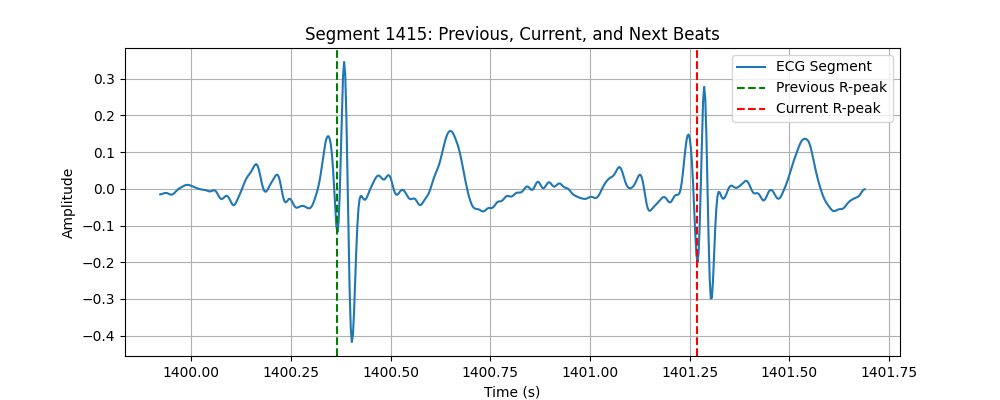 Segment 1415: Previous, Current, and Next Beats
ECG Segment
Previous R-peak
Current R-peak
0.3
0.2
0.1
0.0
−0.1
−0.2
−0.3
−0.4
Amplitude
1400.00 1400.25 1400.50 1400.75 1401.00 1401.25 1401.50 1401.75
Time (s)